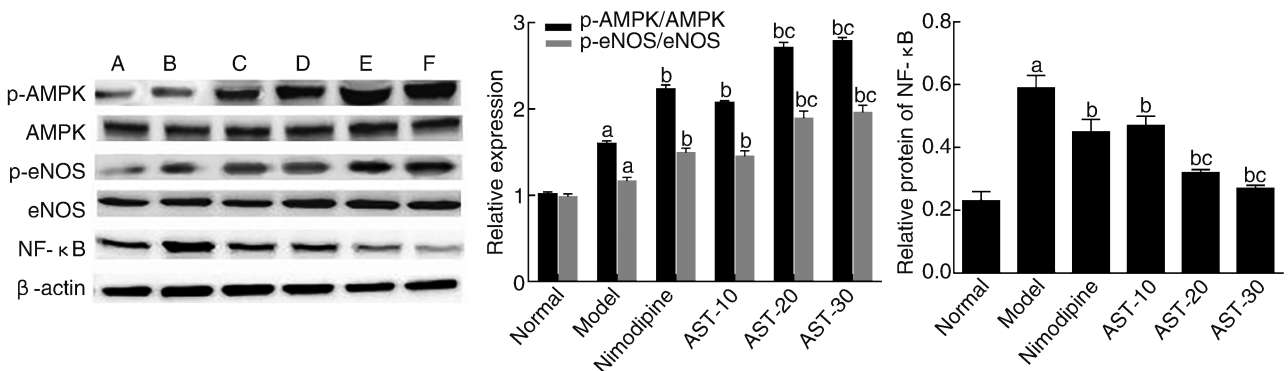 A B C D E F
p-AMPK
AMPK
p-eNOS
eNOS
NF-κB
β-actin
Relative expression
3
2
1
0
p-AMPK/AMPK
p-eNOS/eNOS
a
a
b
b
b
b
bc
bc
bc
bc
Normal
Model
Nimodipine
AST-10
AST-20
AST-30
Relative protein of NF-κB
0.8
0.6
0.4
0.2
0.0
a
b
b
bc
bc
Normal
Model
Nimodipine
AST-10
AST-20
AST-30